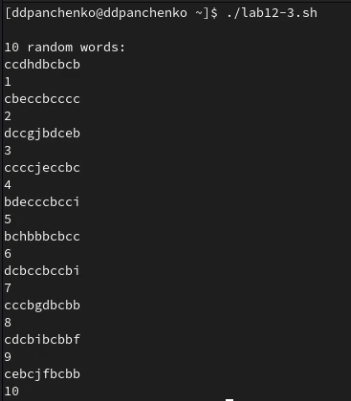 [ddpanchenko@ddpanchenko ~]$ ./lab12-3.sh
10 random words:
ccdhdbcbcb
1
cbeccbcccc
2
dccgjbdceb
3
ccccjeccbc
4
bdecccbcci
5
bchbbbcbcc
6
dcbccbccbi
7
cccbgdbcbb
8
cdcbibcbbf
9
cebcjfbcbb
10